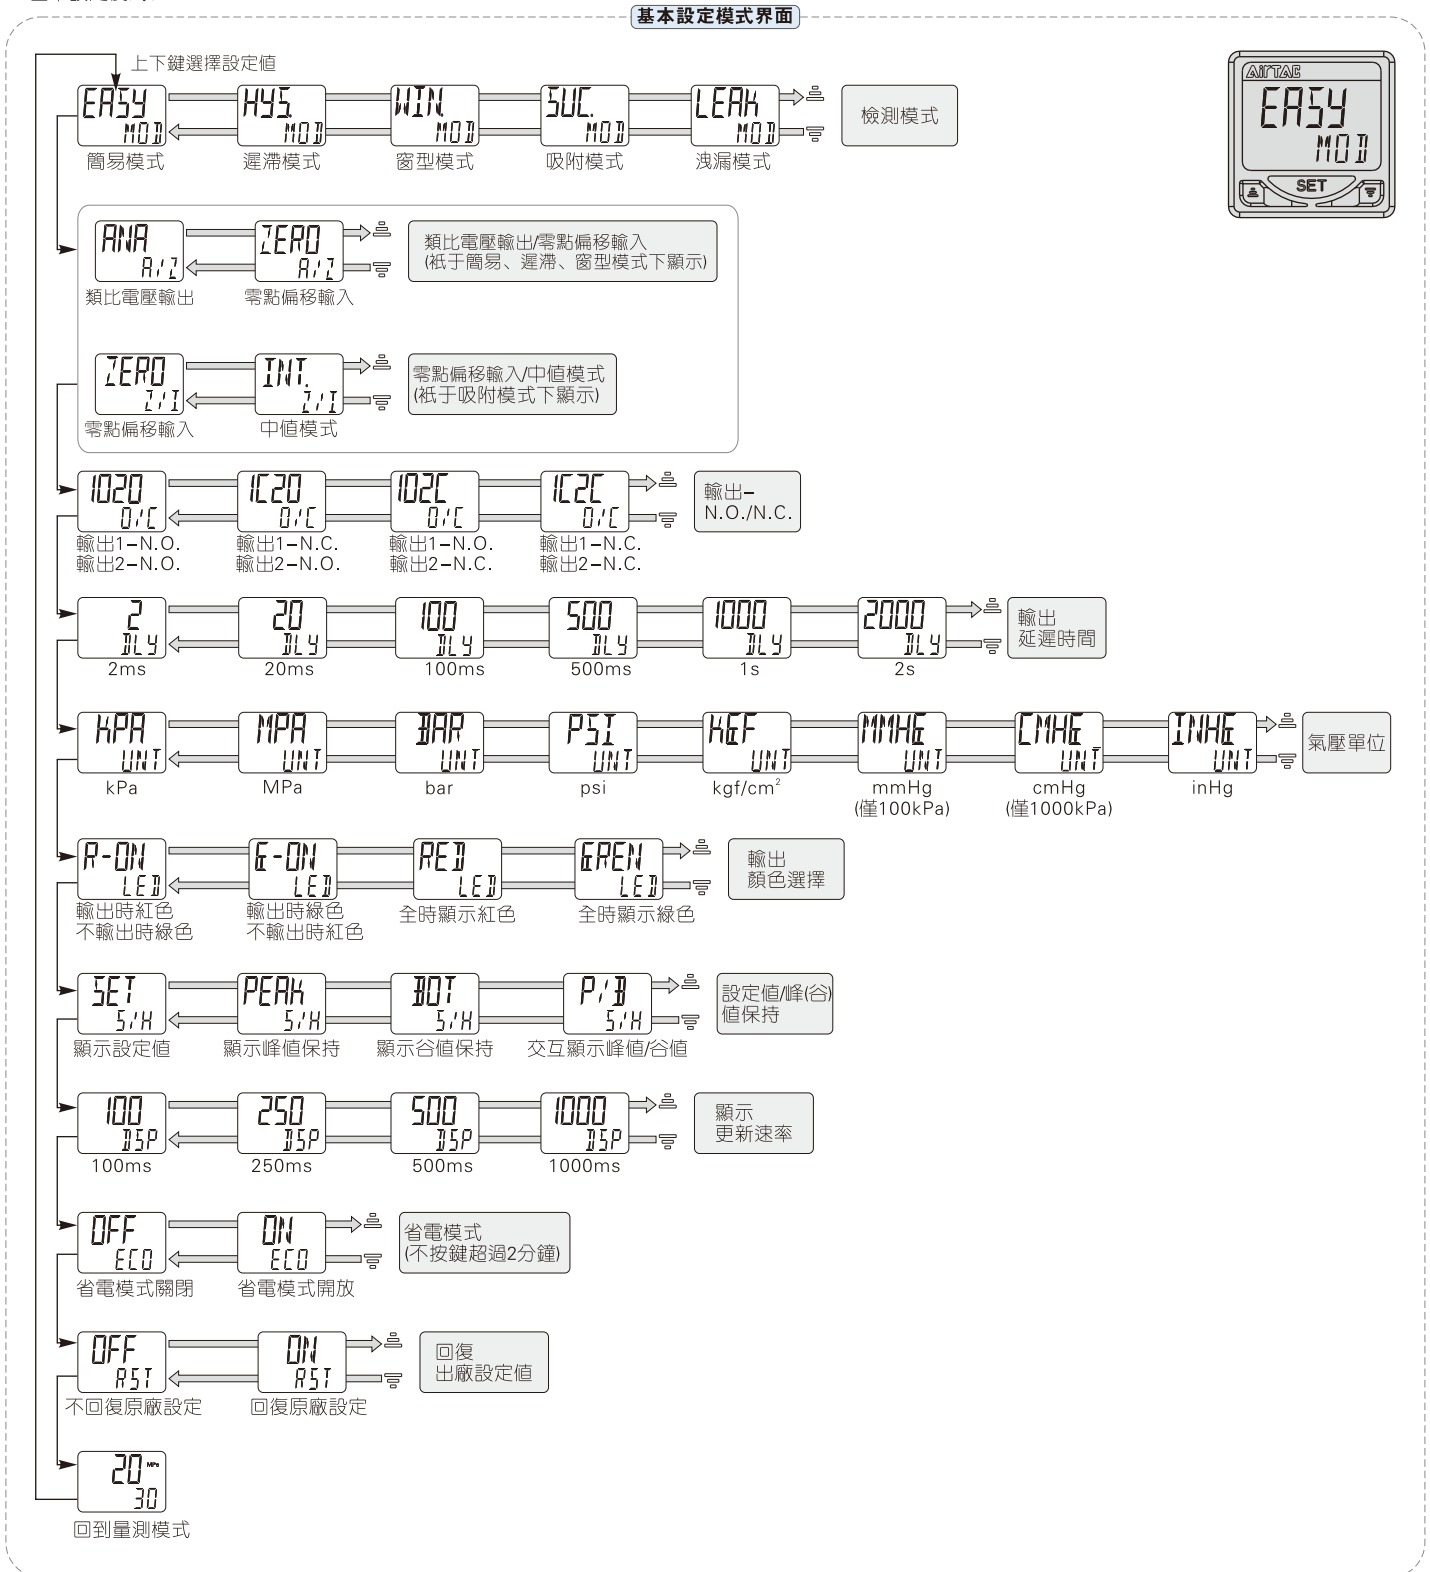 基本設定模式界面
上下鍵選擇設定值
AirTAC
EASY
MOD
SET
EASY HYS. WIN. SUC. LEAK
MOD MOD MOD MOD MOD
檢測模式
簡易模式 遲滯模式 窗型模式 吸附模式 洩漏模式
ANA ZERO
A/Z A/Z
類比電壓輸出/零點偏移輸入
(衹于簡易、遲滯、窗型模式下顯示)
類比電壓輸出 零點偏移輸入
ZERO INT.
Z/I Z/I
零點偏移輸入/中值模式
(衹于吸附模式下顯示)
零點偏移輸入 中值模式
1O2O 1C2O 1O2C 1C2C
O/C O/C O/C O/C
輸出–
N.O./N.C.
輸出1–N.O. 輸出1–N.C. 輸出1–N.O. 輸出1–N.C.
輸出2–N.O. 輸出2–N.O. 輸出2–N.C. 輸出2–N.C.
2 20 100 500 1000 2000
DLY DLY DLY DLY DLY DLY
輸出
延遲時間
2ms 20ms 100ms 500ms 1s 2s
KPA MPA BAR PSI KGF MMHG CMHG INHG
UNT UNT UNT UNT UNT UNT UNT UNT
氣壓單位
kPa MPa bar psi kgf/cm² mmHg cmHg inHg
(僅100kPa) (僅1000kPa)
R-ON G-ON RED GREN
LED LED LED LED
輸出
顏色選擇
輸出時紅色 輸出時綠色 全時顯示紅色 全時顯示綠色
不輸出時綠色 不輸出時紅色
SET PEAK BOT P/B
S/H S/H S/H S/H
設定值/峰(谷)
值保持
顯示設定值 顯示峰值保持 顯示谷值保持 交互顯示峰值/谷值
100 250 500 1000
DSP DSP DSP DSP
顯示
更新速率
100ms 250ms 500ms 1000ms
OFF ON
ECO ECO
省電模式
(不按鍵超過2分鐘)
省電模式關閉 省電模式開放
OFF ON
RST RST
回復
出廠設定值
不回復原廠設定 回復原廠設定
20 MPa
30
回到量測模式